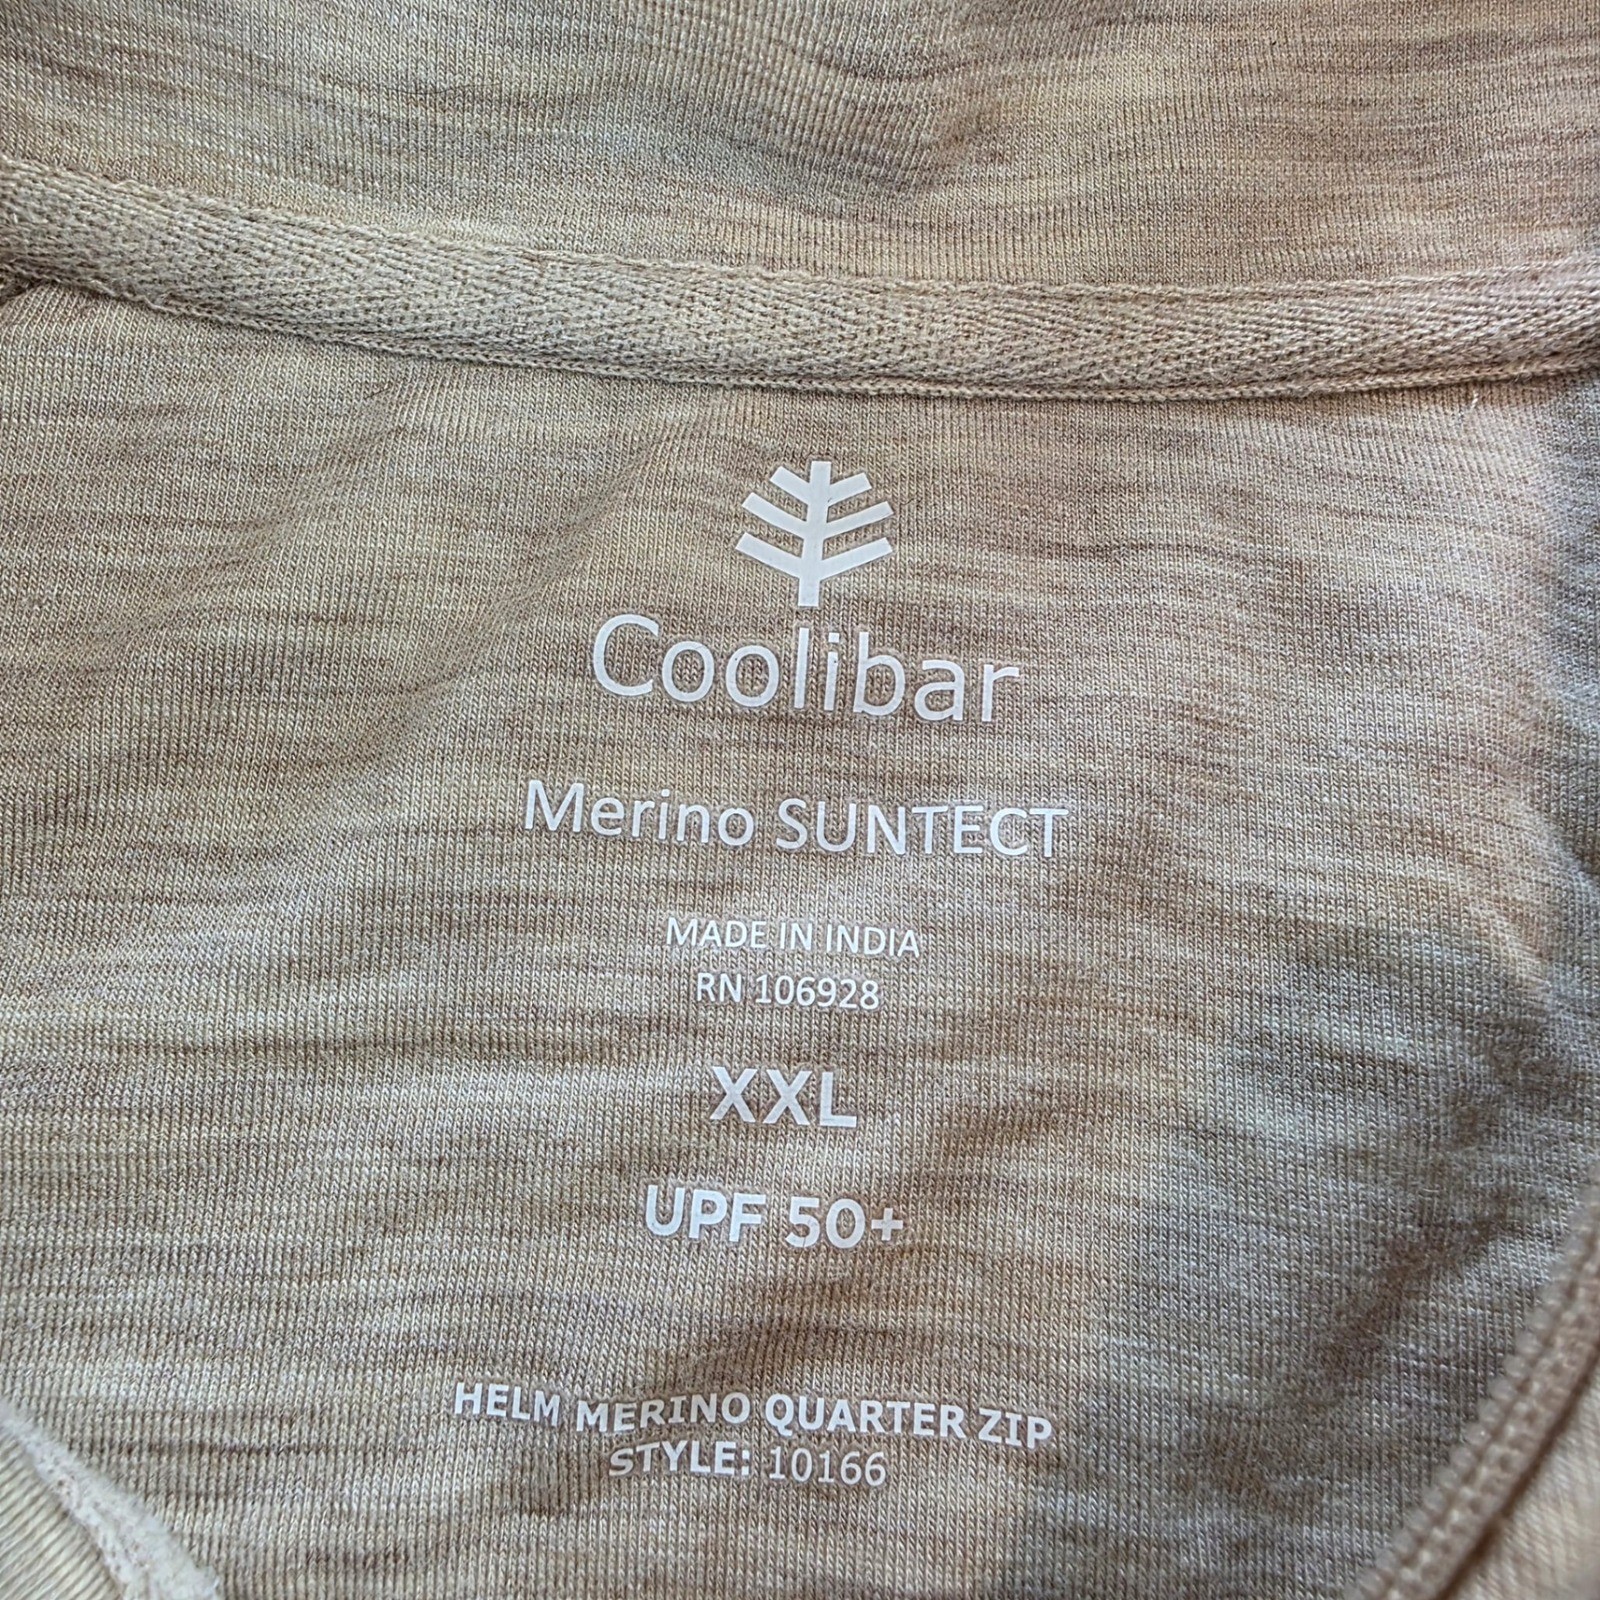 Coolibar
Merino SUNTECT
MADE IN INDIA
RN 106928
XXL
UPF 50+
HELM MERINO QUARTER ZIP
STYLE: 10166